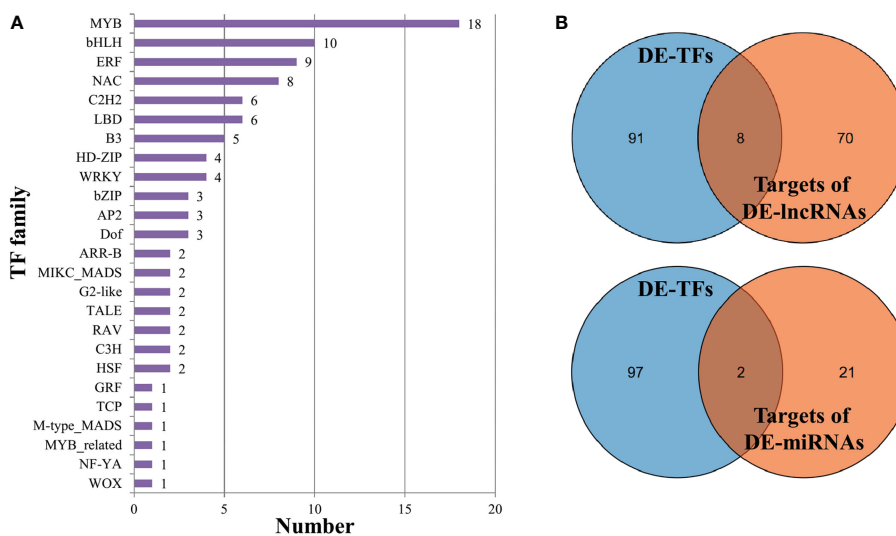 A
TF family
MYB 18
bHLH 10
ERF 9
NAC 8
C2H2 6
LBD 6
B3 5
HD-ZIP 4
WRKY 4
bZIP 3
AP2 3
Dof 3
ARR-B 2
MIKC_MADS 2
G2-like 2
TALE 2
RAV 2
C3H 2
HSF 2
GRF 1
TCP 1
M-type_MADS 1
MYB_related 1
NF-YA 1
WOX 1
0 5 10 15 20
Number
B
DE-TFs
91 8 70
Targets of
DE-lncRNAs
DE-TFs
97 2 21
Targets of
DE-miRNAs